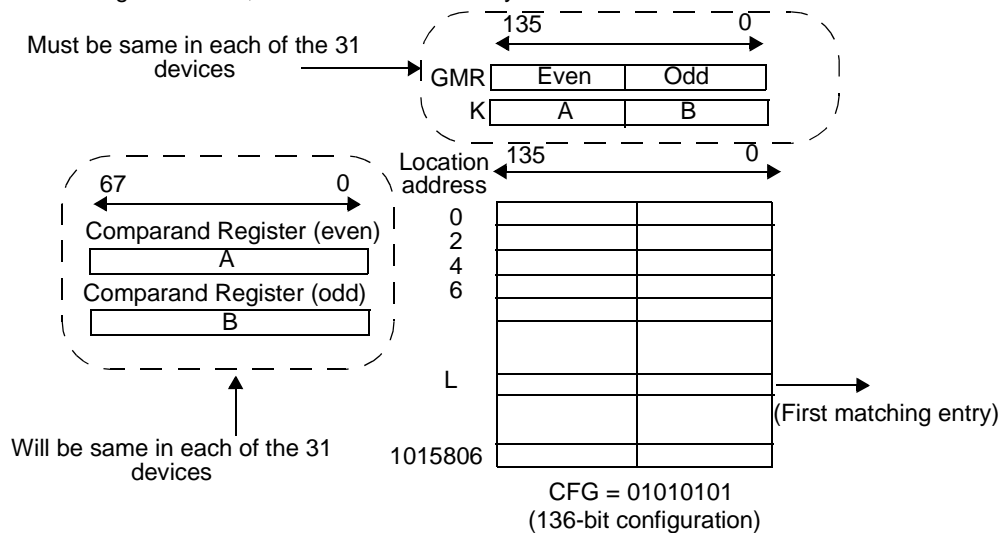 135 0
Must be same in each of the 31
devices
GMR Even Odd
K A B
Location
address
135 0
67 0
Comparand Register (even)
A
Comparand Register (odd)
B
0
2
4
6
L
(First matching entry)
Will be same in each of the 31
devices
1015806
CFG = 01010101
(136-bit configuration)